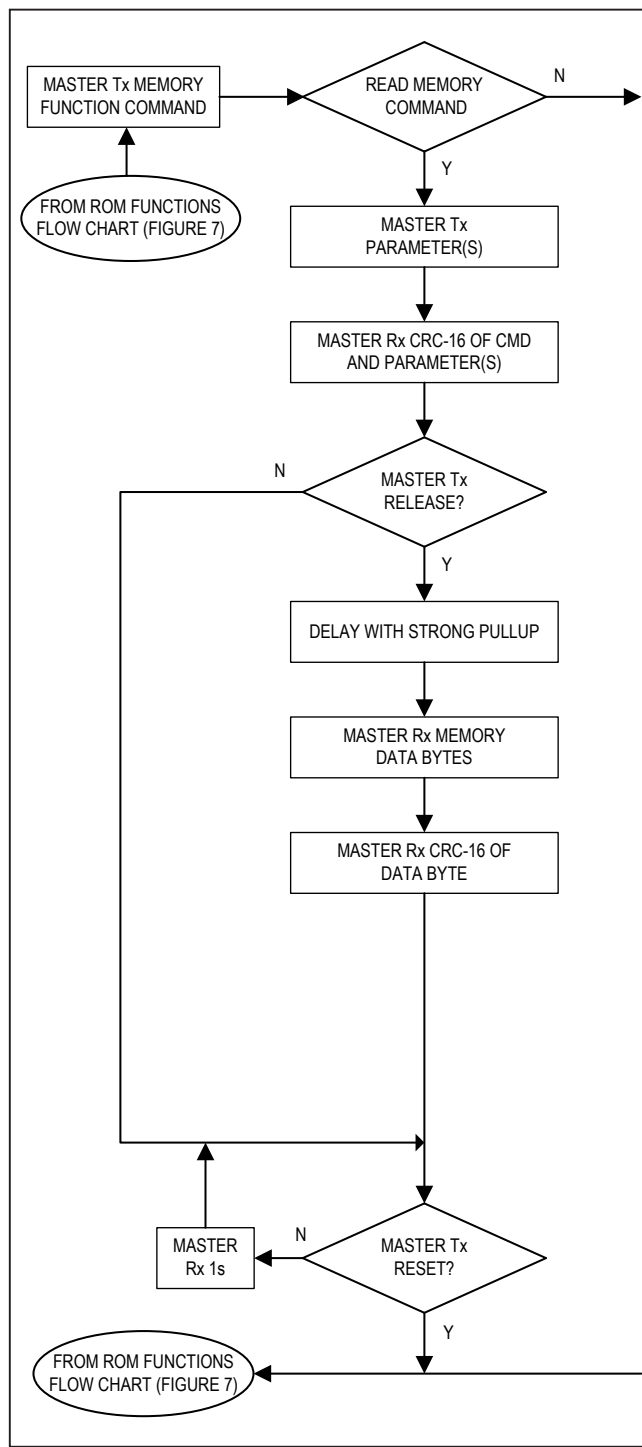 MASTER Tx MEMORY
FUNCTION COMMAND
READ MEMORY
COMMAND
N
Y
FROM ROM FUNCTIONS
FLOW CHART (FIGURE 7)
MASTER Tx
PARAMETER(S)
MASTER Rx CRC-16 OF CMD
AND PARAMETER(S)
N
MASTER Tx
RELEASE?
Y
DELAY WITH STRONG PULLUP
MASTER Rx MEMORY
DATA BYTES
MASTER Rx CRC-16 OF
DATA BYTE
MASTER
Rx 1s
N
MASTER Tx
RESET?
Y
FROM ROM FUNCTIONS
FLOW CHART (FIGURE 7)